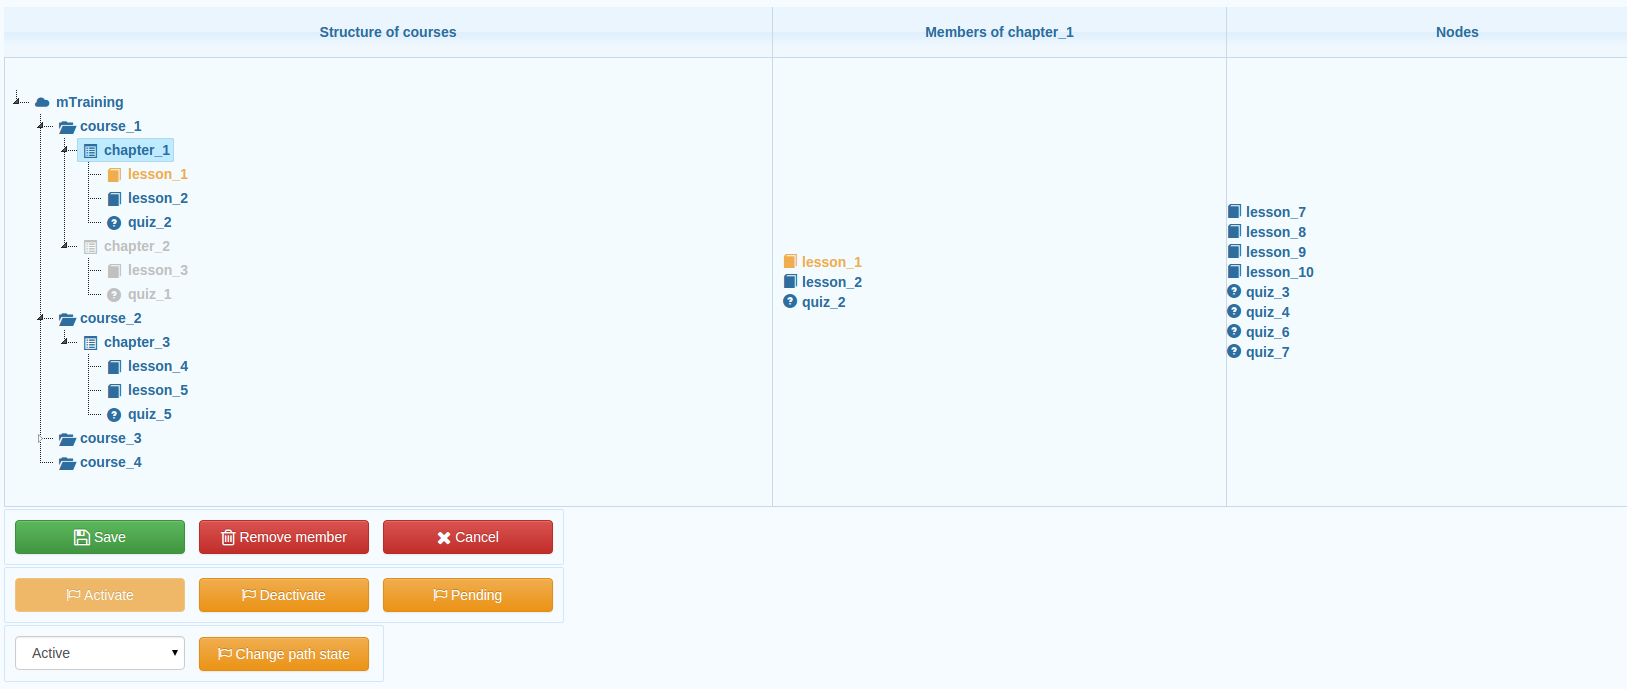 Structure of courses
Members of chapter_1
Nodes
mTraining
course_1
chapter_1
lesson_1
lesson_2
quiz_2
chapter_2
lesson_3
quiz_1
course_2
chapter_3
lesson_4
lesson_5
quiz_5
course_3
course_4
lesson_1
lesson_2
quiz_2
lesson_7
lesson_8
lesson_9
lesson_10
quiz_3
quiz_4
quiz_6
quiz_7
Save
Remove member
Cancel
Activate
Deactivate
Pending
Active
Change path state